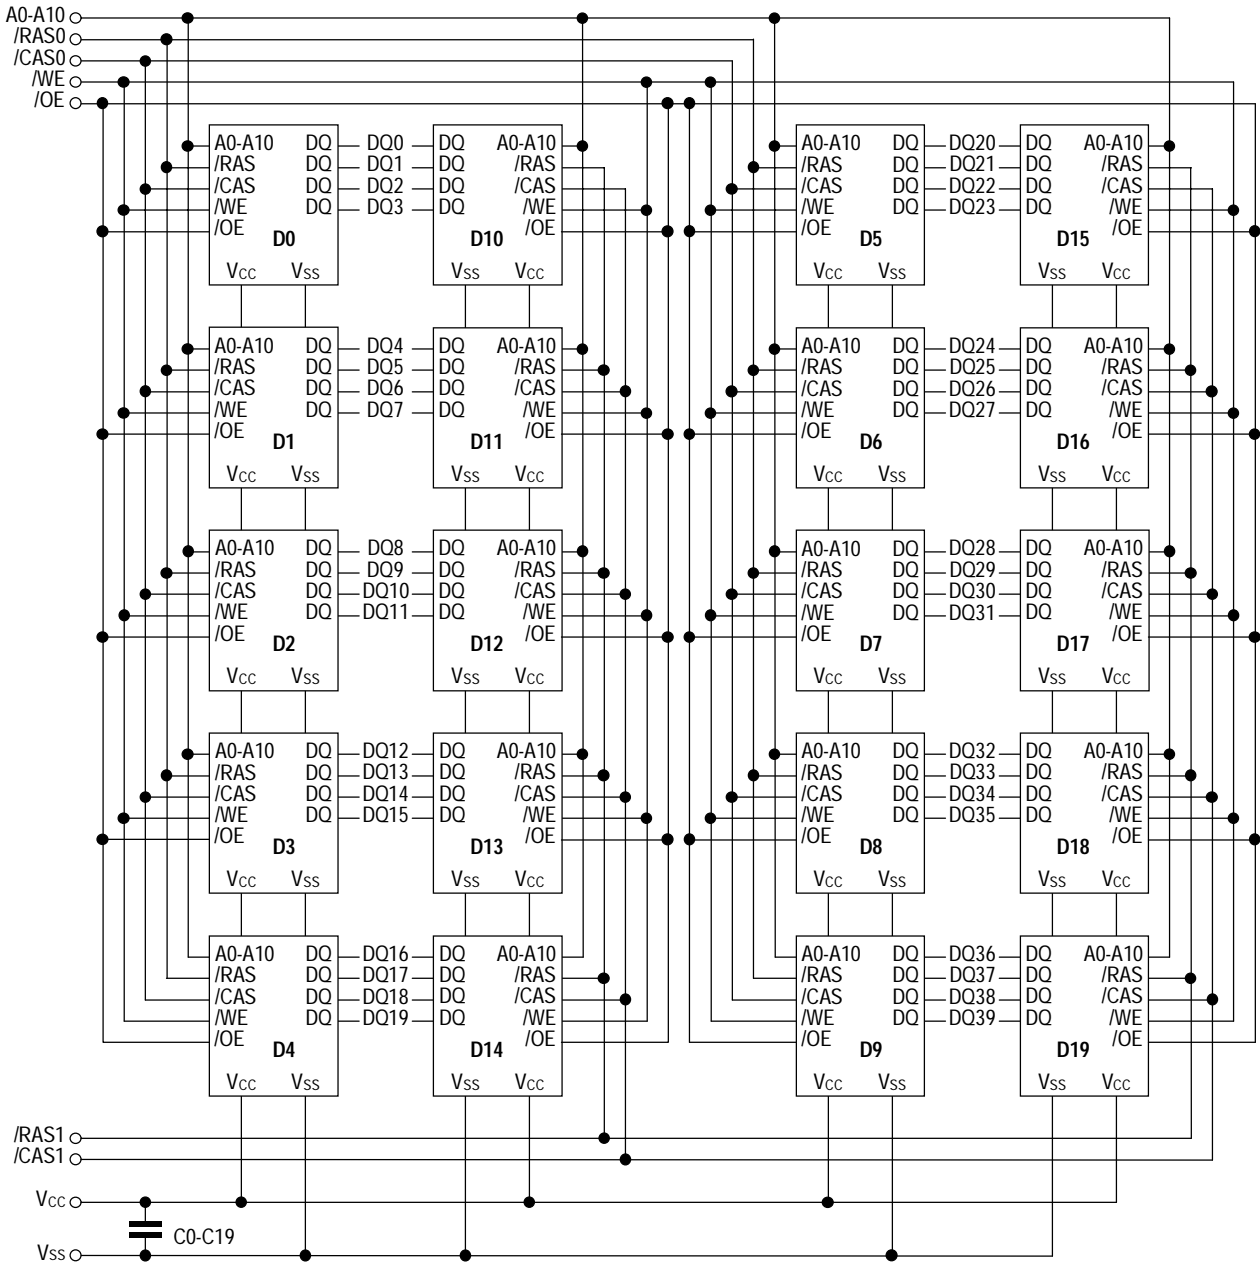 A0-A10
/RAS0
/CAS0
/WE
/OE
A0-A10 DQ DQ0 DQ A0-A10 A0-A10 DQ DQ20 DQ A0-A10
/RAS DQ DQ1 DQ /RAS /RAS DQ DQ21 DQ /RAS
/CAS DQ DQ2 DQ /CAS /CAS DQ DQ22 DQ /CAS
/WE DQ DQ3 DQ /WE /WE DQ DQ23 DQ /WE
/OE /OE /OE /OE
D0 D10 D5 D15
VCC VSS VSS VCC VCC VSS VSS VCC
A0-A10 DQ DQ4 DQ A0-A10 A0-A10 DQ DQ24 DQ A0-A10
/RAS DQ DQ5 DQ /RAS /RAS DQ DQ25 DQ /RAS
/CAS DQ DQ6 DQ /CAS /CAS DQ DQ26 DQ /CAS
/WE DQ DQ7 DQ /WE /WE DQ DQ27 DQ /WE
/OE /OE /OE /OE
D1 D11 D6 D16
VCC VSS VSS VCC VCC VSS VSS VCC
A0-A10 DQ DQ8 DQ A0-A10 A0-A10 DQ DQ28 DQ A0-A10
/RAS DQ DQ9 DQ /RAS /RAS DQ DQ29 DQ /RAS
/CAS DQ DQ10 DQ /CAS /CAS DQ DQ30 DQ /CAS
/WE DQ DQ11 DQ /WE /WE DQ DQ31 DQ /WE
/OE /OE /OE /OE
D2 D12 D7 D17
VCC VSS VSS VCC VCC VSS VSS VCC
A0-A10 DQ DQ12 DQ A0-A10 A0-A10 DQ DQ32 DQ A0-A10
/RAS DQ DQ13 DQ /RAS /RAS DQ DQ33 DQ /RAS
/CAS DQ DQ14 DQ /CAS /CAS DQ DQ34 DQ /CAS
/WE DQ DQ15 DQ /WE /WE DQ DQ35 DQ /WE
/OE /OE /OE /OE
D3 D13 D8 D18
VCC VSS VSS VCC VCC VSS VSS VCC
A0-A10 DQ DQ16 DQ A0-A10 A0-A10 DQ DQ36 DQ A0-A10
/RAS DQ DQ17 DQ /RAS /RAS DQ DQ37 DQ /RAS
/CAS DQ DQ18 DQ /CAS /CAS DQ DQ38 DQ /CAS
/WE DQ DQ19 DQ /WE /WE DQ DQ39 DQ /WE
/OE /OE /OE /OE
D4 D14 D9 D19
VCC VSS VSS VCC VCC VSS VSS VCC
/RAS1
/CAS1
VCC
C0-C19
VSS